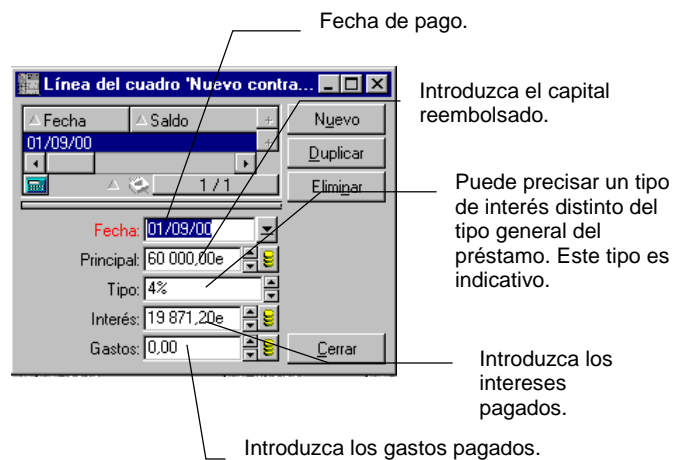 Fecha de pago.
Línea del cuadro 'Nuevo contra...
Introduzca el capital
reembolsado.
Fecha
Saldo
+
Nuevo
01/09/00
+
Duplicar
1 / 1
Eliminar
Puede precisar un tipo
de interés distinto del
tipo general del
préstamo. Este tipo es
indicativo.
Fecha: 01/09/00
Principal: 60 000,00e
Tipo: 4%
Interés: 19 871,20e
Gastos: 0,00
Cerrar
Introduzca los
intereses
pagados.
Introduzca los gastos pagados.